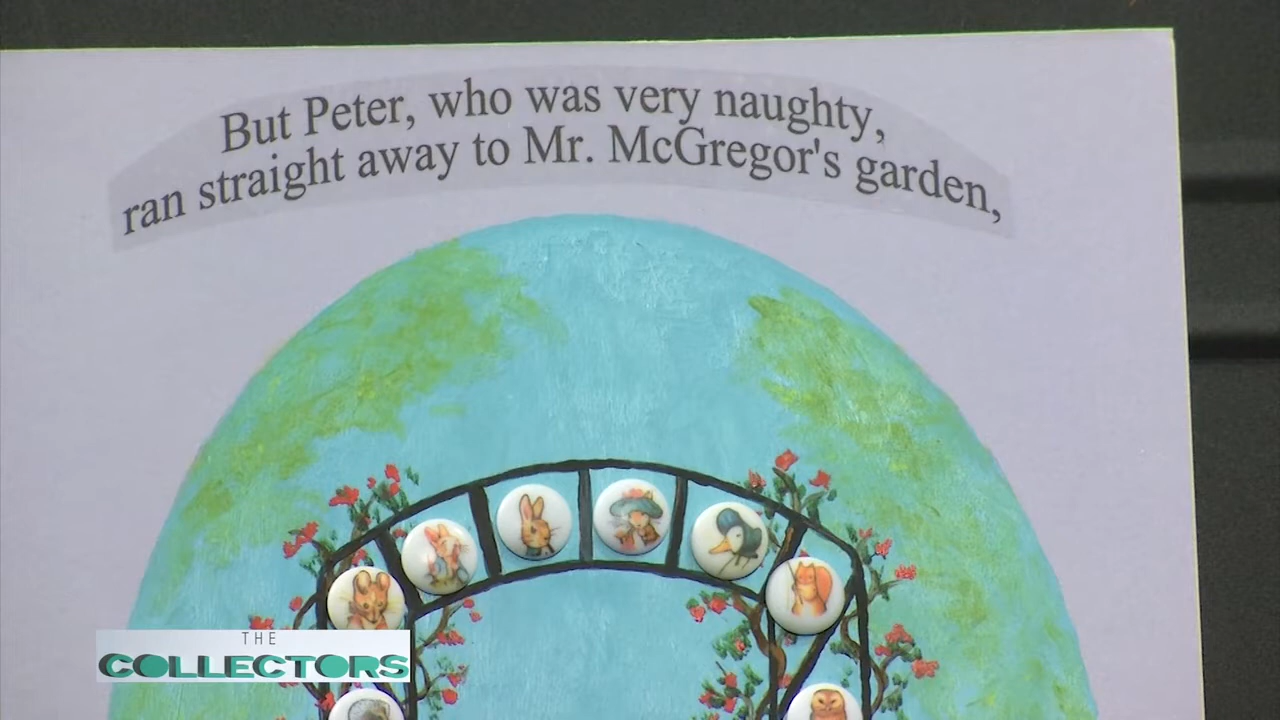 But Peter, who was very naughty,
ran straight away to Mr. McGregor's garden,
THE
COLLECTORS